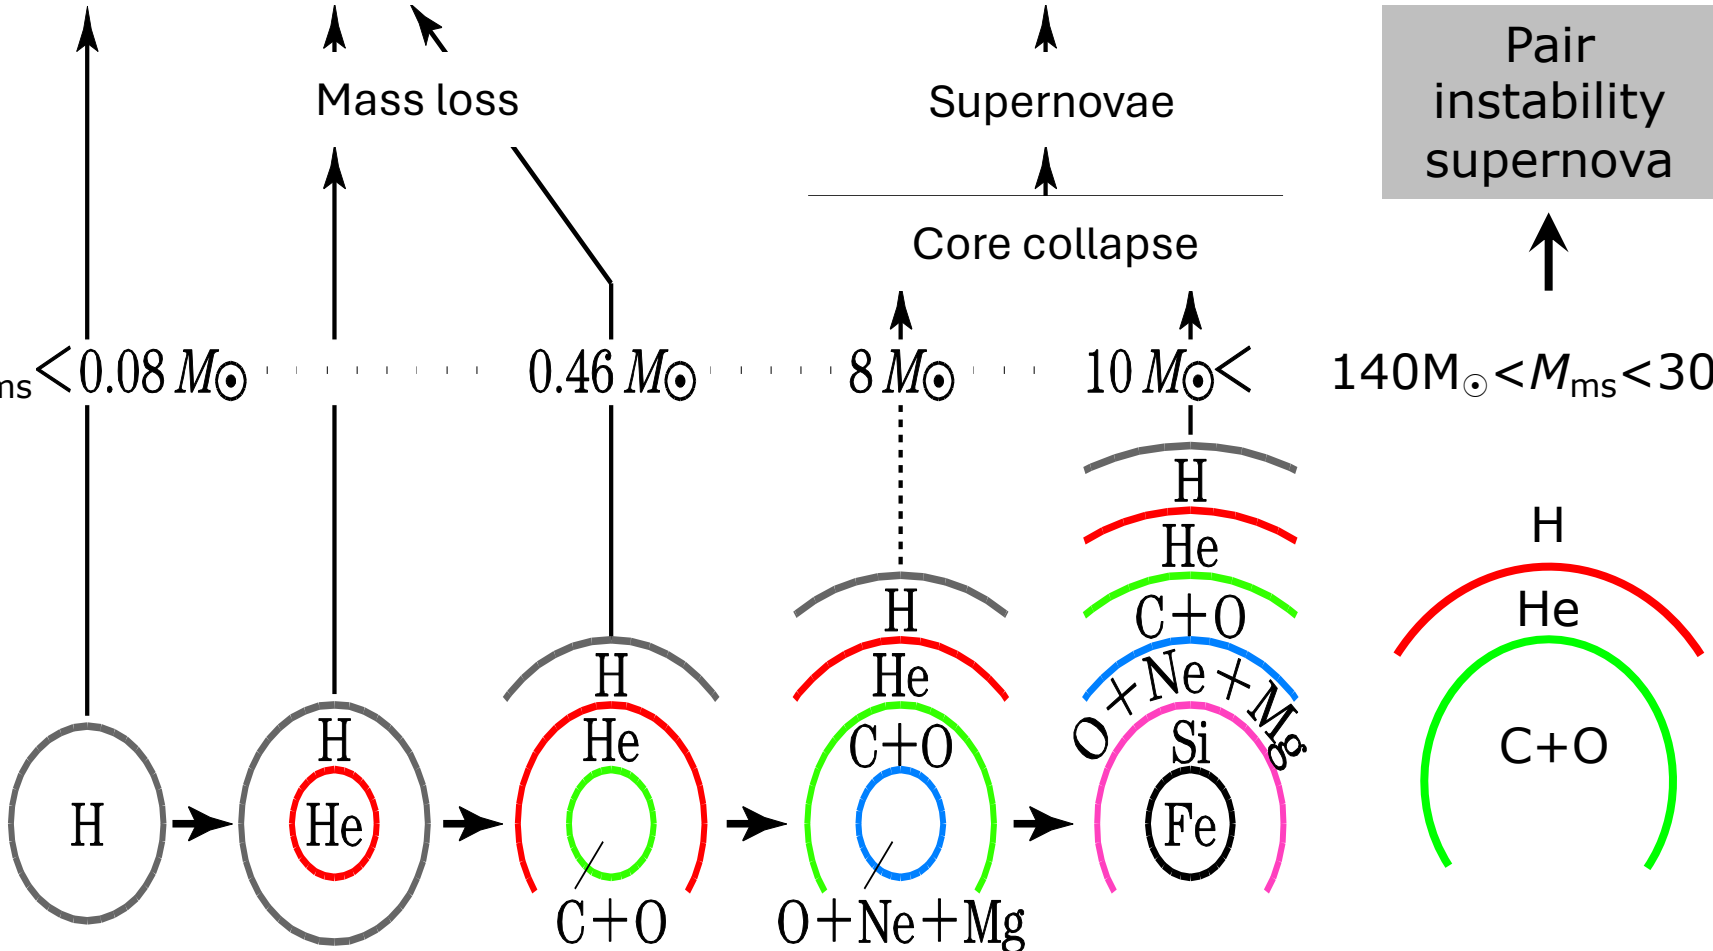 Mass loss
Supernovae
Pair
instability
supernova
Core collapse
ms<0.08 M☉
0.46 M☉
8 M☉
10 M☉<
140M☉<Mms<30
H
H
He
H
He
C+O
H
He
C+O
O+Ne+Mg
H
He
C+O
O+Ne+Mg
Si
Fe
H
He
C+O